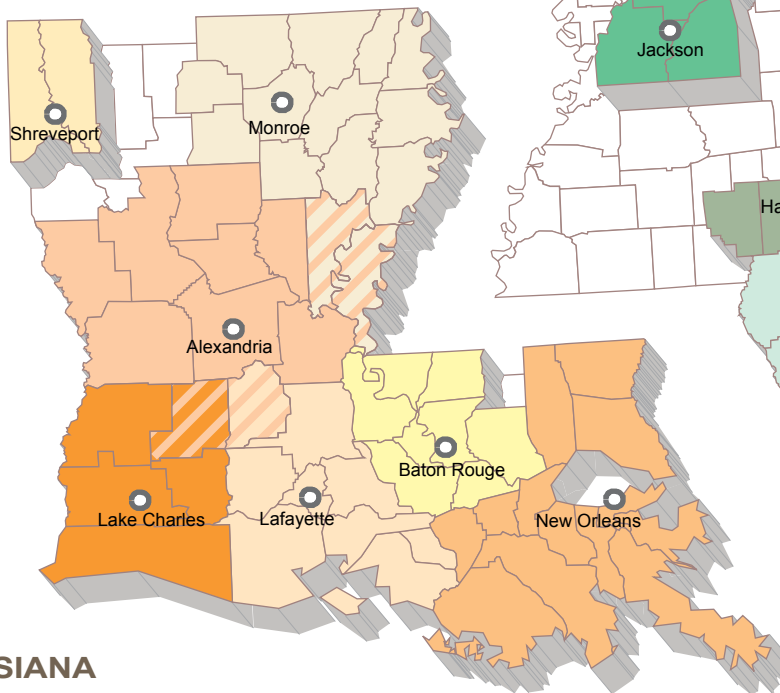 Jackson
Shreveport
Monroe
Ha
Alexandria
Baton Rouge
Lake Charles
Lafayette
New Orleans
SIANA